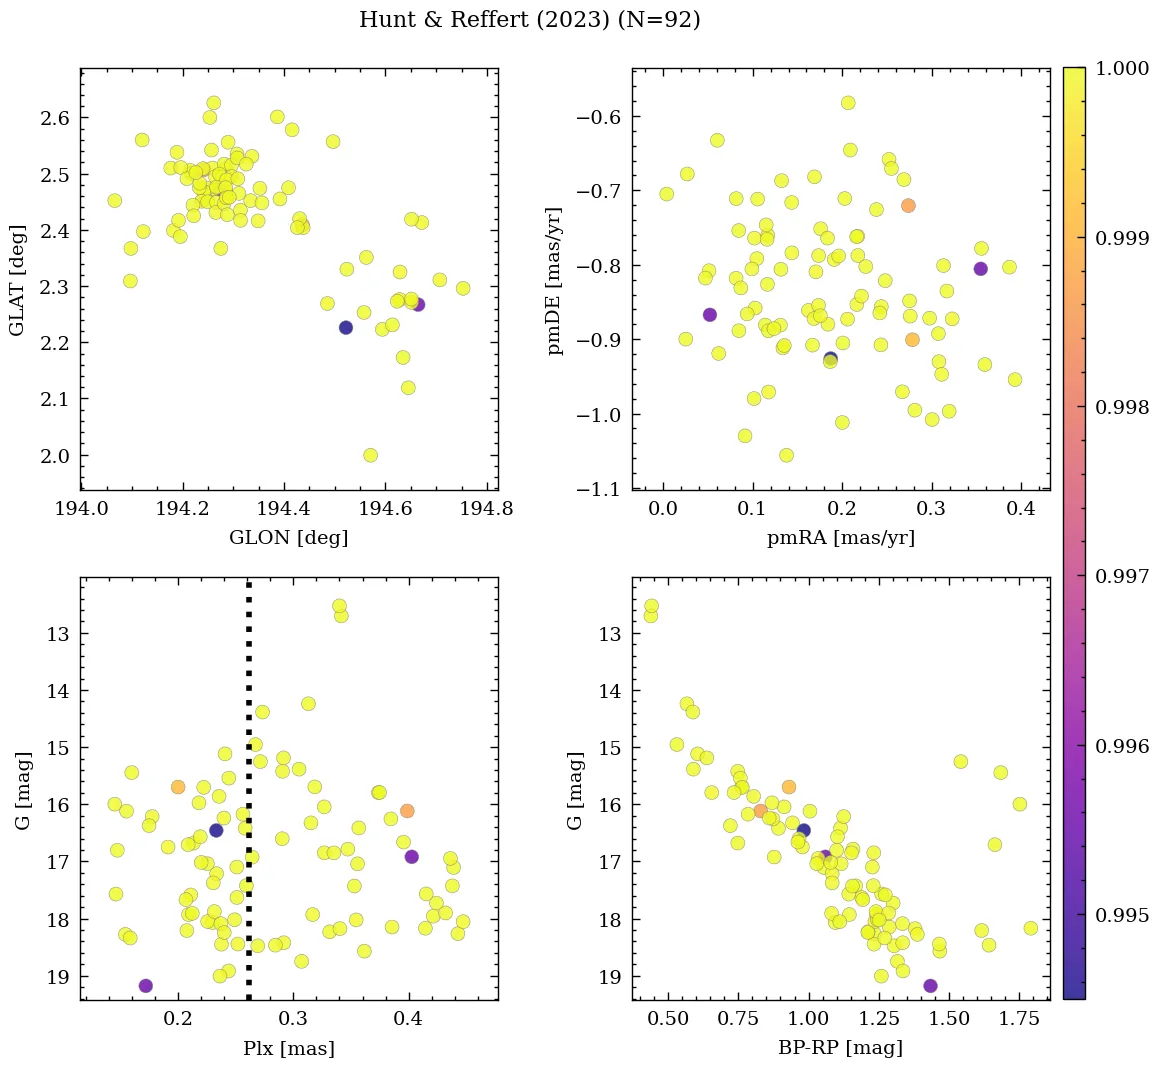 Hunt & Reffert (2023) (N=92)
2.6
2.5
2.4
2.3
2.2
2.1
2.0
GLAT [deg]
194.0 194.2 194.4 194.6 194.8
GLON [deg]
−0.6
−0.7
−0.8
−0.9
−1.0
−1.1
pmDE [mas/yr]
0.0 0.1 0.2 0.3 0.4
pmRA [mas/yr]
1.000
0.999
0.998
0.997
0.996
0.995
13
14
15
16
17
18
19
G [mag]
0.2 0.3 0.4
Plx [mas]
13
14
15
16
17
18
19
G [mag]
0.50 0.75 1.00 1.25 1.50 1.75
BP-RP [mag]